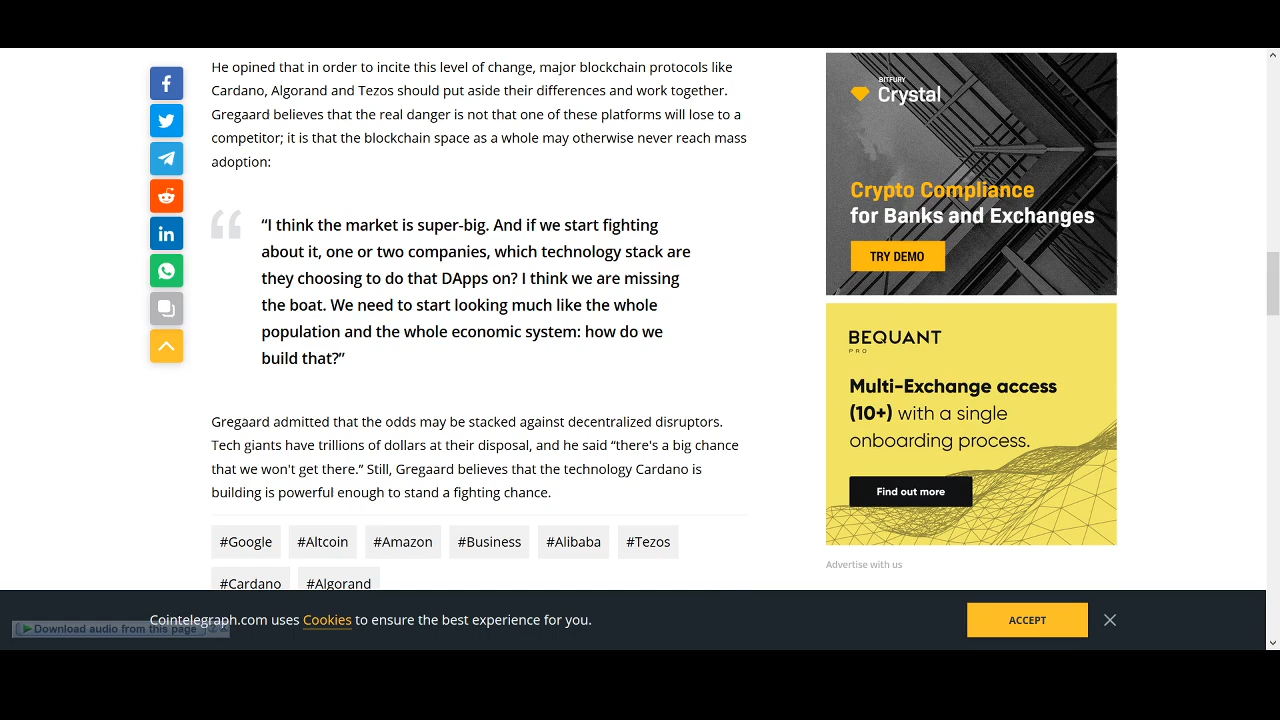 He opined that in order to incite this level of change, major blockchain protocols like
Cardano, Algorand and Tezos should put aside their differences and work together.
Gregaard believes that the real danger is not that one of these platforms will lose to a
competitor; it is that the blockchain space as a whole may otherwise never reach mass
adoption:
“I think the market is super-big. And if we start fighting
about it, one or two companies, which technology stack are
they choosing to do that DApps on? I think we are missing
the boat. We need to start looking much like the whole
population and the whole economic system: how do we
build that?”
Gregaard admitted that the odds may be stacked against decentralized disruptors.
Tech giants have trillions of dollars at their disposal, and he said “there's a big chance
that we won't get there.” Still, Gregaard believes that the technology Cardano is
building is powerful enough to stand a fighting chance.
#Google #Altcoin #Amazon #Business #Alibaba #Tezos
#Cardano #Algorand
BITFURY
Crystal
Crypto Compliance
for Banks and Exchanges
TRY DEMO
BEQUANT
PRO
Multi-Exchange access
(10+) with a single
onboarding process.
Find out more
Advertise with us
Cointelegraph.com uses Cookies to ensure the best experience for you.
ACCEPT
Download audio from this page